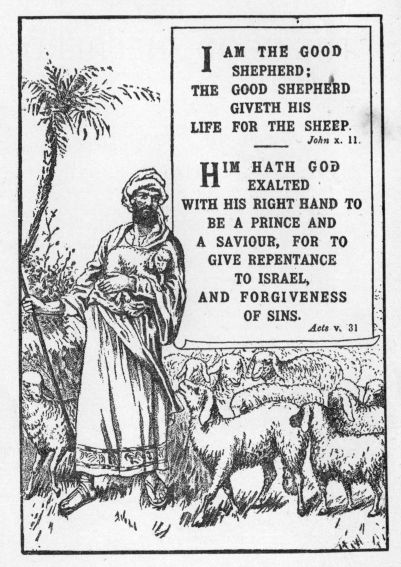 I AM THE GOOD
SHEPHERD;
THE GOOD SHEPHERD
GIVETH HIS
LIFE FOR THE SHEEP.
John x. 11.
HIM HATH GOD
EXALTED
WITH HIS RIGHT HAND TO
BE A PRINCE AND
A SAVIOUR, FOR TO
GIVE REPENTANCE
TO ISRAEL,
AND FORGIVENESS
OF SINS.
Acts v. 31